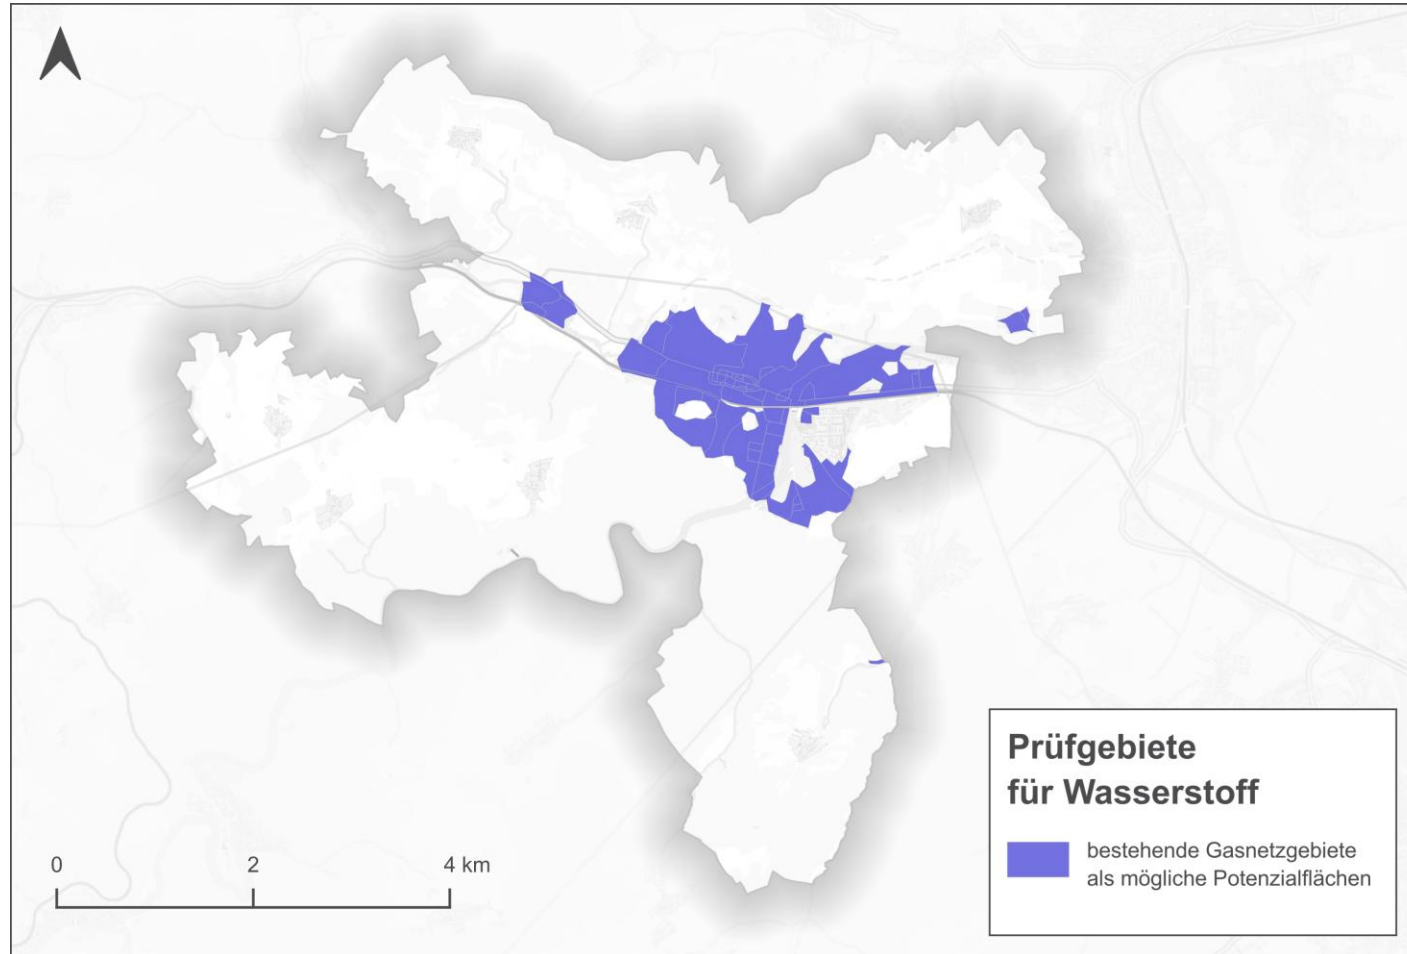 0 2 4 km
Prüfgebiete
für Wasserstoff
bestehende Gasnetzgebiete
als mögliche Potenzialflächen